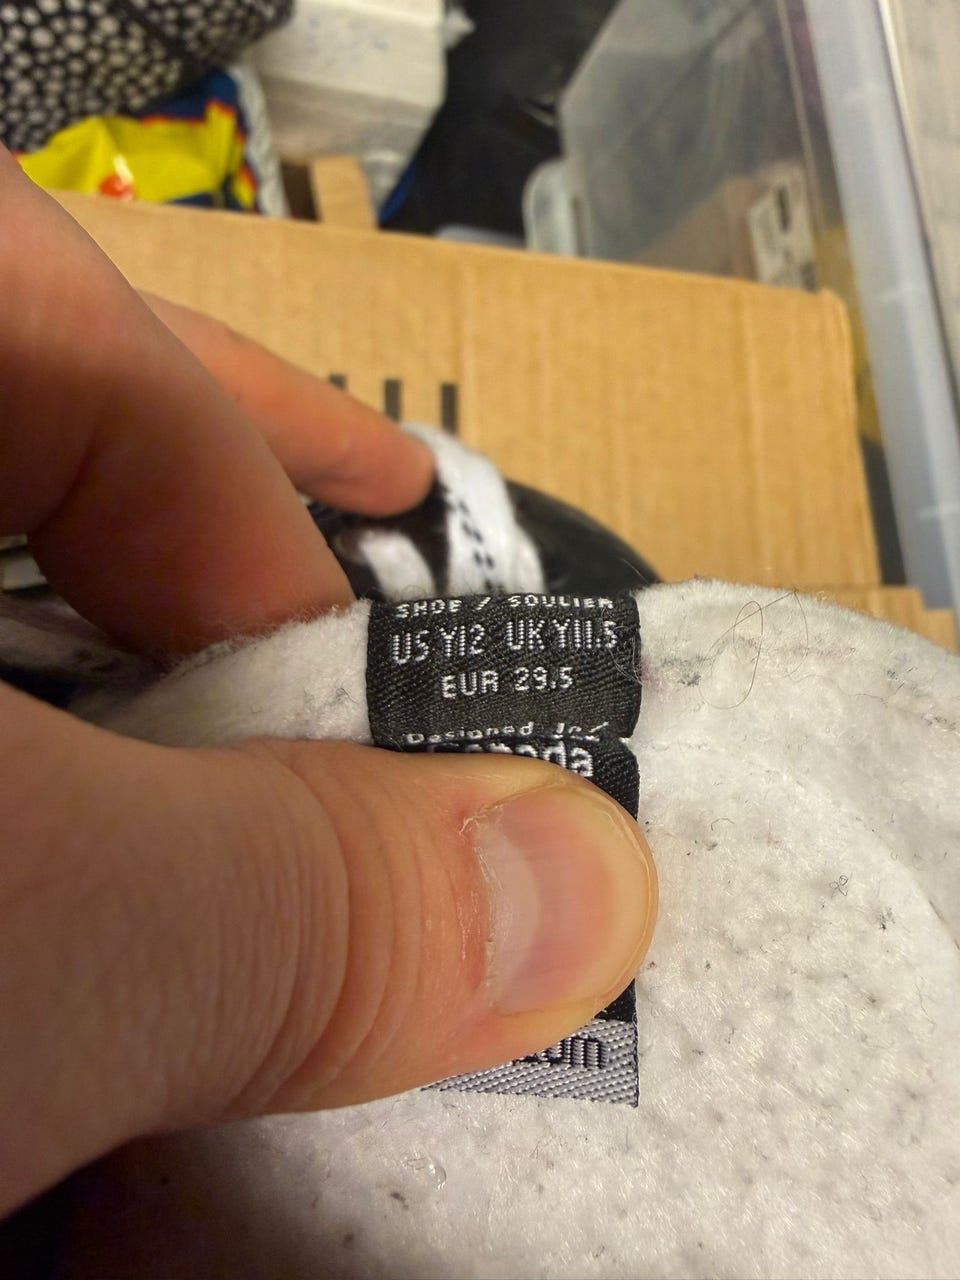 SHOE / SOULIER
US Y12 UK Y11.5
EUR 29.5
Designed In/